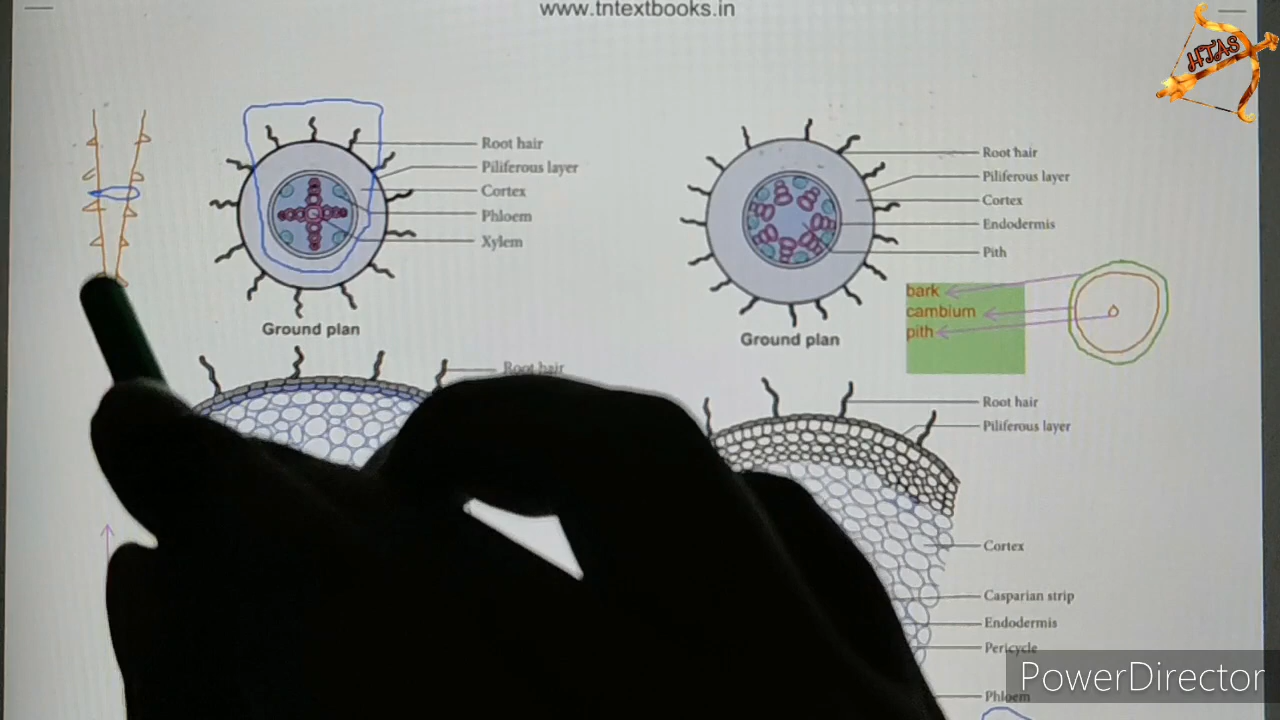 www.tntextbooks.in
HTAS
Root hair
Piliferous layer
Cortex
Phloem
Xylem
Ground plan
Root hair
Piliferous layer
Cortex
Endodermis
Pith
bark
cambium
pith
Ground plan
Root hair
Root hair
Piliferous layer
Cortex
Casparian strip
Endodermis
Pericycle
Phloem
PowerDirector